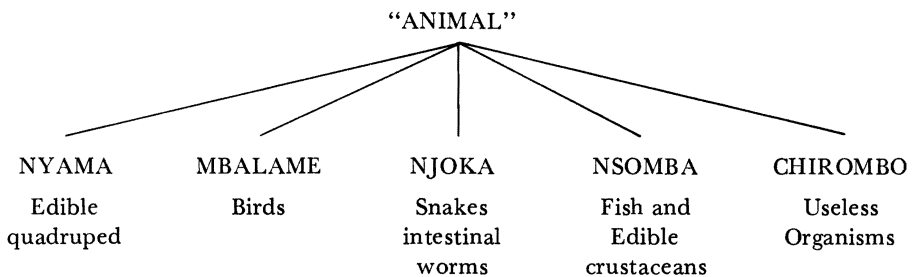 “ANIMAL”
NYAMA MBALAME NJOKA NSOMBA CHIROMBO
Edible Birds Snakes Fish and Useless
quadruped intestinal Edible Organisms
worms crustaceans